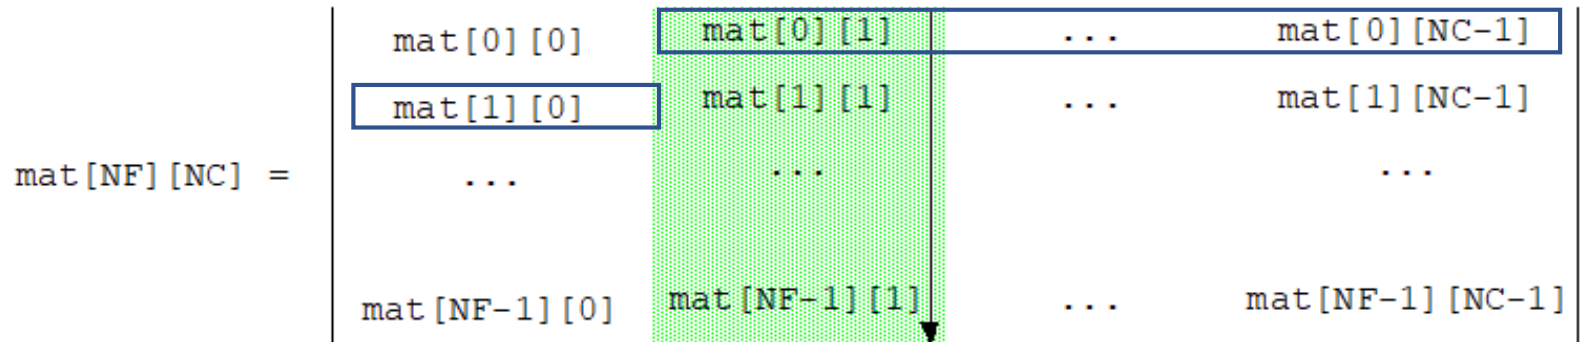 mat[0][0] mat[0][1] ... mat[0][NC-1]
mat[1][0] mat[1][1] ... mat[1][NC-1]
mat[NF][NC] = ... ... ...
mat[NF-1][0] mat[NF-1][1] ... mat[NF-1][NC-1]